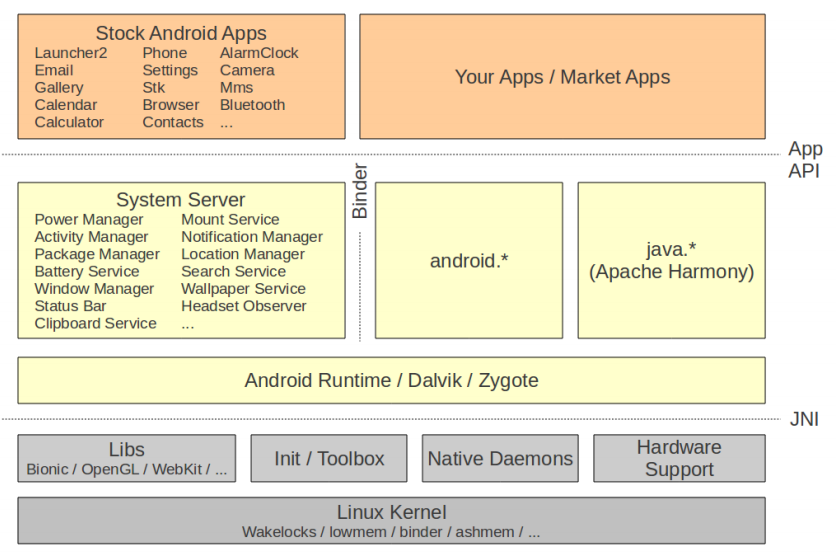 Stock Android Apps
Launcher2 Phone AlarmClock
Email Settings Camera
Gallery Stk Mms
Calendar Browser Bluetooth
Calculator Contacts ...
Your Apps / Market Apps
App
API
System Server
Power Manager Mount Service
Activity Manager Notification Manager
Package Manager Location Manager
Battery Service Search Service
Window Manager Wallpaper Service
Status Bar Headset Observer
Clipboard Service ...
Binder
android.*
java.*
(Apache Harmony)
Android Runtime / Dalvik / Zygote
JNI
Libs
Bionic / OpenGL / WebKit / ...
Init / Toolbox
Native Daemons
Hardware
Support
Linux Kernel
Wakelocks / lowmem / binder / ashmem / ...